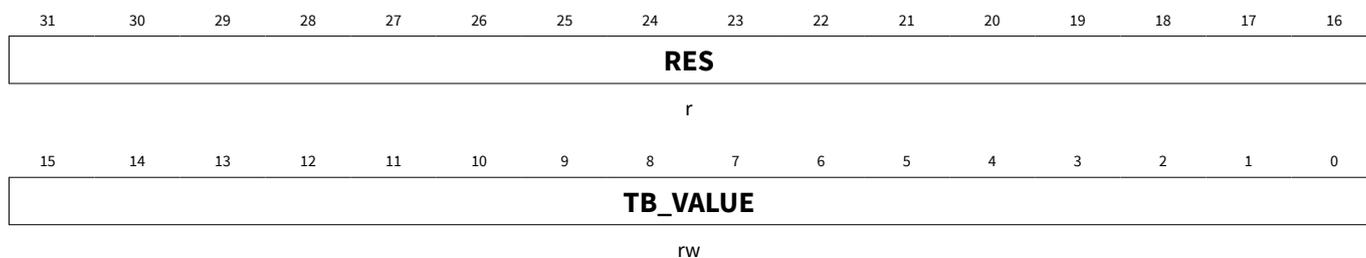 31 30 29 28 27 26 25 24 23 22 21 20 19 18 17 16
RES
r
15 14 13 12 11 10 9 8 7 6 5 4 3 2 1 0
TB_VALUE
rw